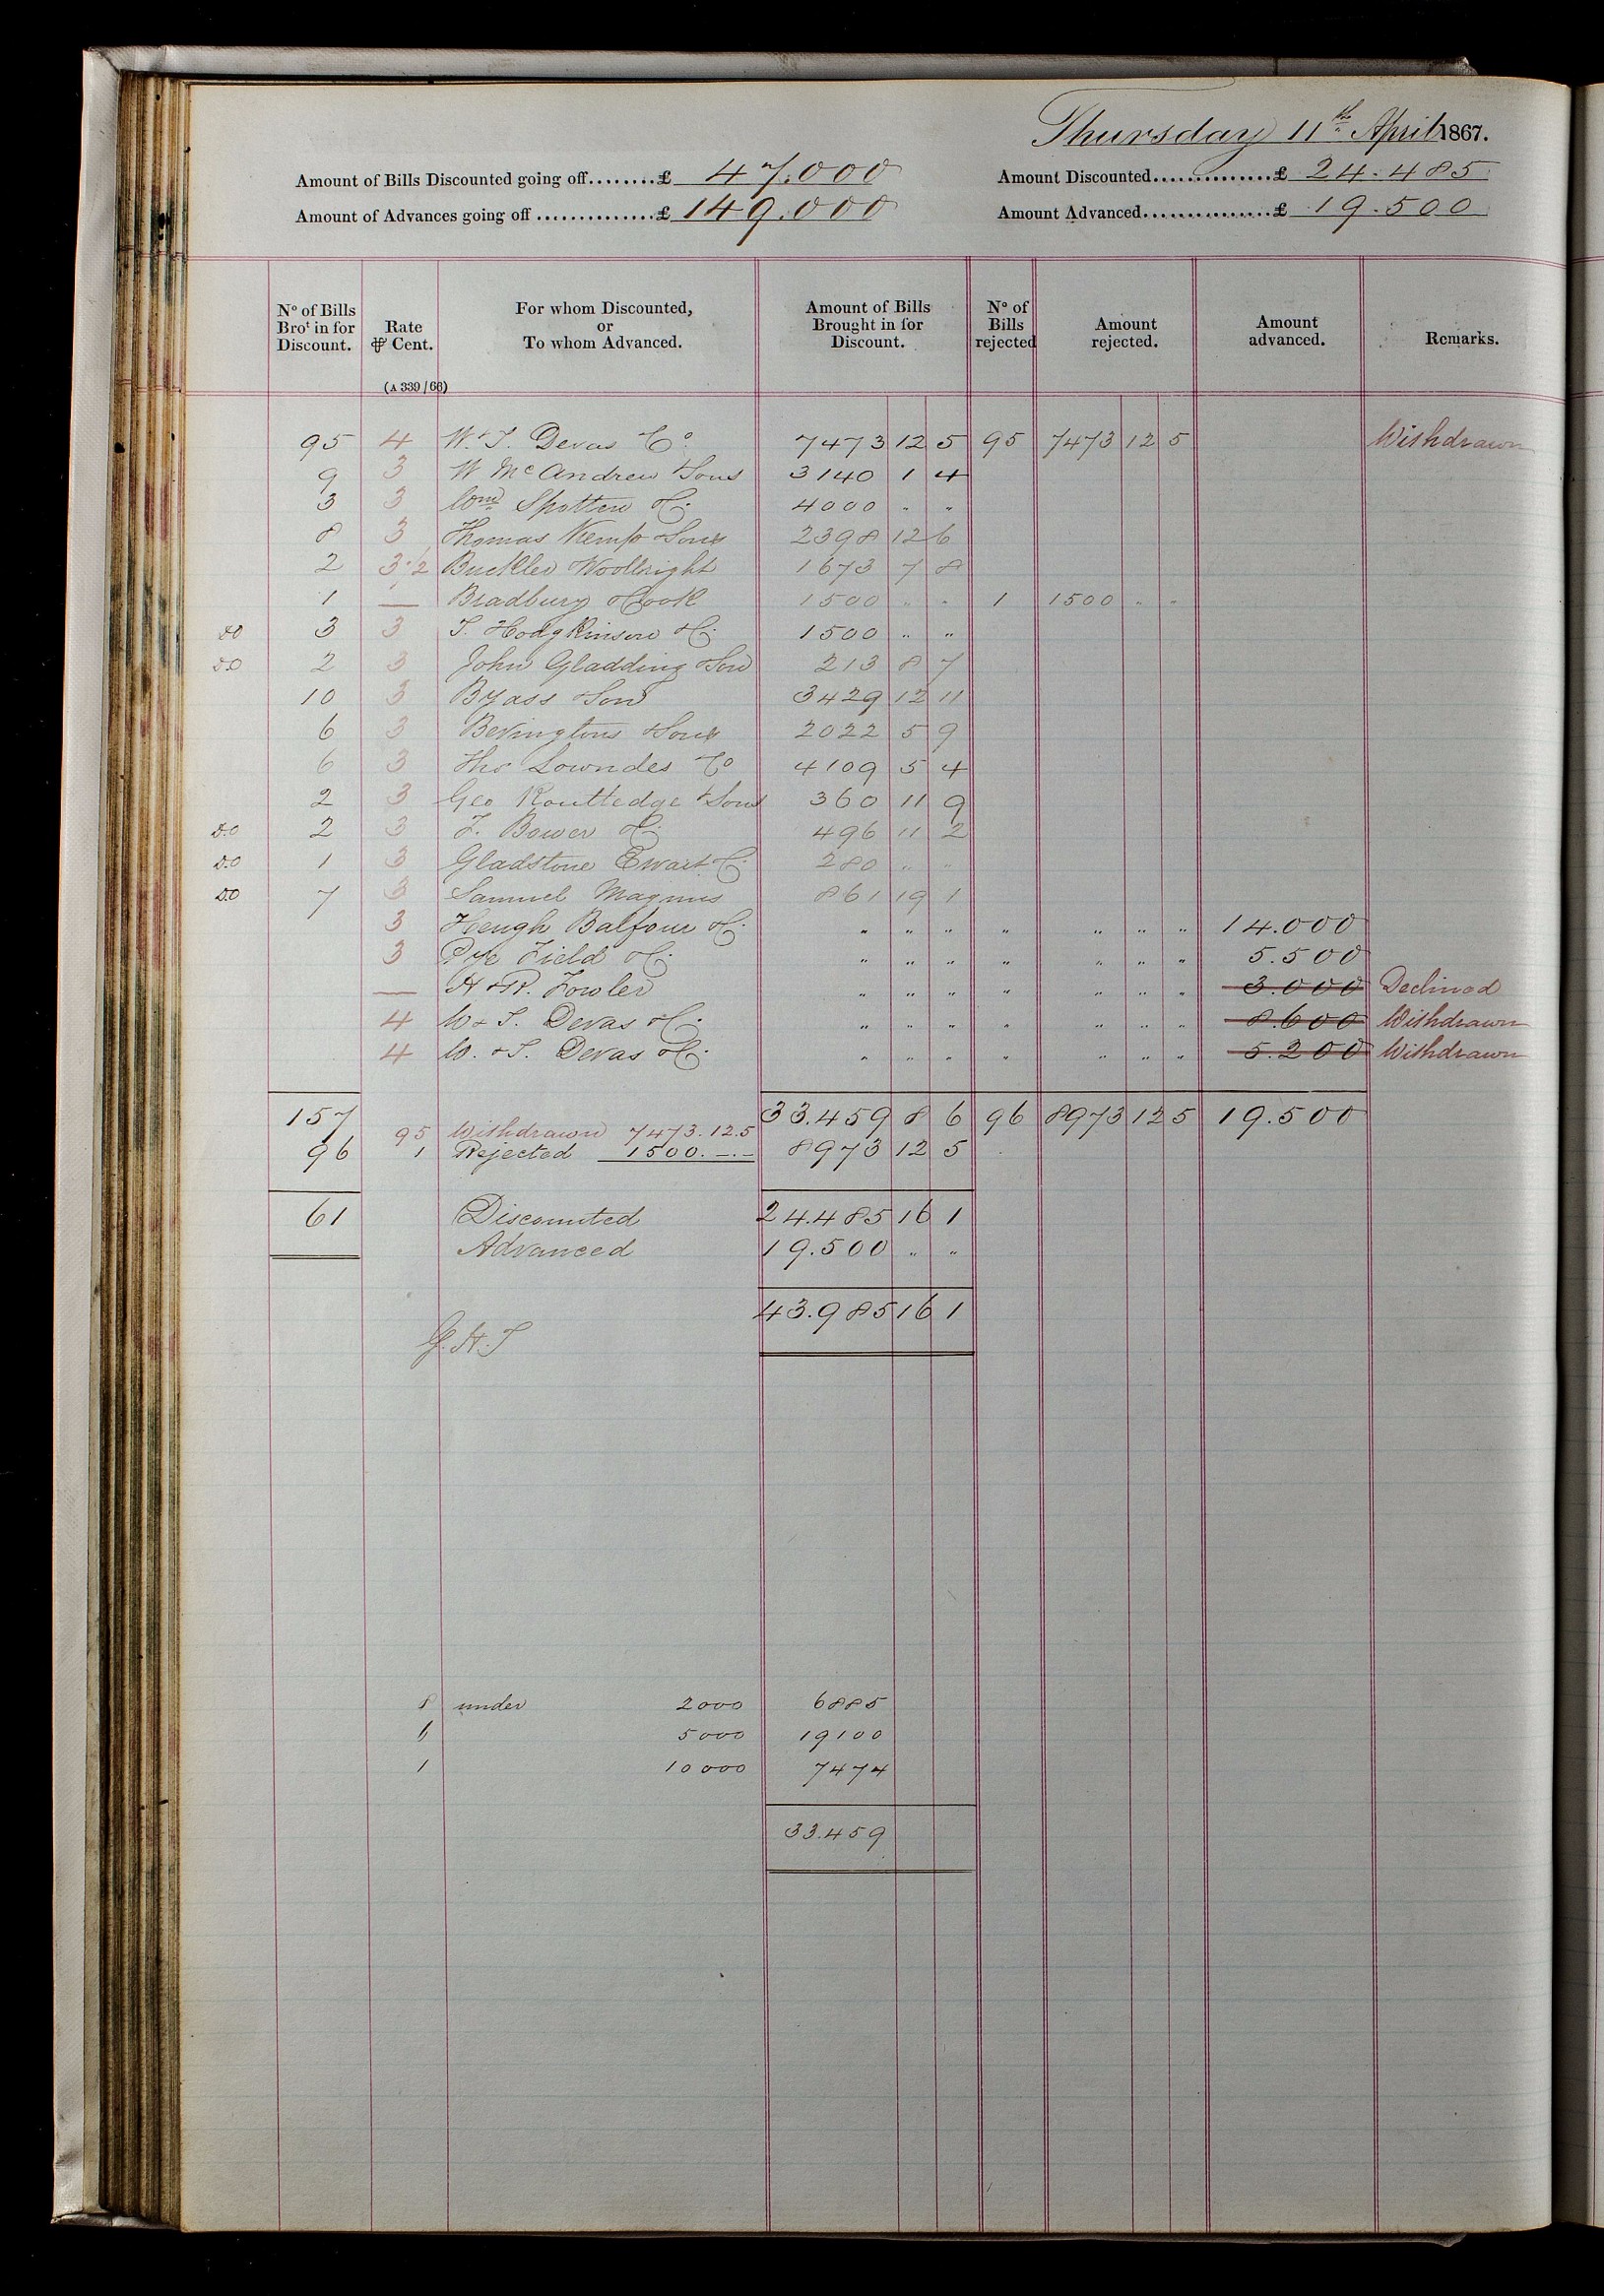 Thursday 11th April 1867.
Amount of Bills Discounted going off........£ 47.000 Amount Discounted...............£ 24.485
Amount of Advances going off ..............£ 149.000 Amount Advanced................£ 19.500
No of Bills Brot in for Discount. Rate ⅌ Cent. For whom Discounted, or To whom Advanced. Amount of Bills Brought in for Discount. No of Bills rejected Amount rejected. Amount advanced. Remarks.
(A 339/66)
95 4 W. & T. Devas & Co 7473 12 5 95 7473 12 5 Withdrawn
9 3 W McAndrew & Sons 3140 1 4
3 3 Wm Spotten & Co 4000 " "
8 3 Thomas Kemp & Sons 2398 12 6
2 3 1/2 Buckler Woollright 1673 7 8
1 — Bradbury & Cook 1500 " " 1 1500 " "
D.O 3 3 T. Hodgkinson & Co 1500 " "
D.O 2 3 John Gladding & Son 213 8 7
10 3 Byass & Son 3429 12 11
6 3 Bevingtons & Sons 2022 5 9
6 3 Tho Lowndes & Co 4109 5 4
2 3 Geo Routledge & Sons 360 11 9
D.O 2 3 F. Bower & Co 496 11 2
D.O 1 3 Gladstone Ewart & Co 280 " "
D.O 7 3 Samuel Magnus 861 19 1
3 Heugh Balfour & Co " " " " " " " 14.000
3 Pye Field & Co " " " " " " " 5.500
— H & R. Fowler " " " " " " " 3.000 Declined
4 W & T. Devas & Co " " " " " " " 8.600 Withdrawn
4 W. & T. Devas & Co " " " " " " " 5.200 Withdrawn
157 33.459 8 6 96 8973 12 5 19.500
95 Withdrawn 7473.12.5
96 1 Rejected 1500.—.— 8973 12 5
61 Discounted 24.485 16 1
Advanced 19.500 " "
43.985 16 1
G.H.T
8 under 2000 6885
6 5000 19100
1 10000 7474
33.459